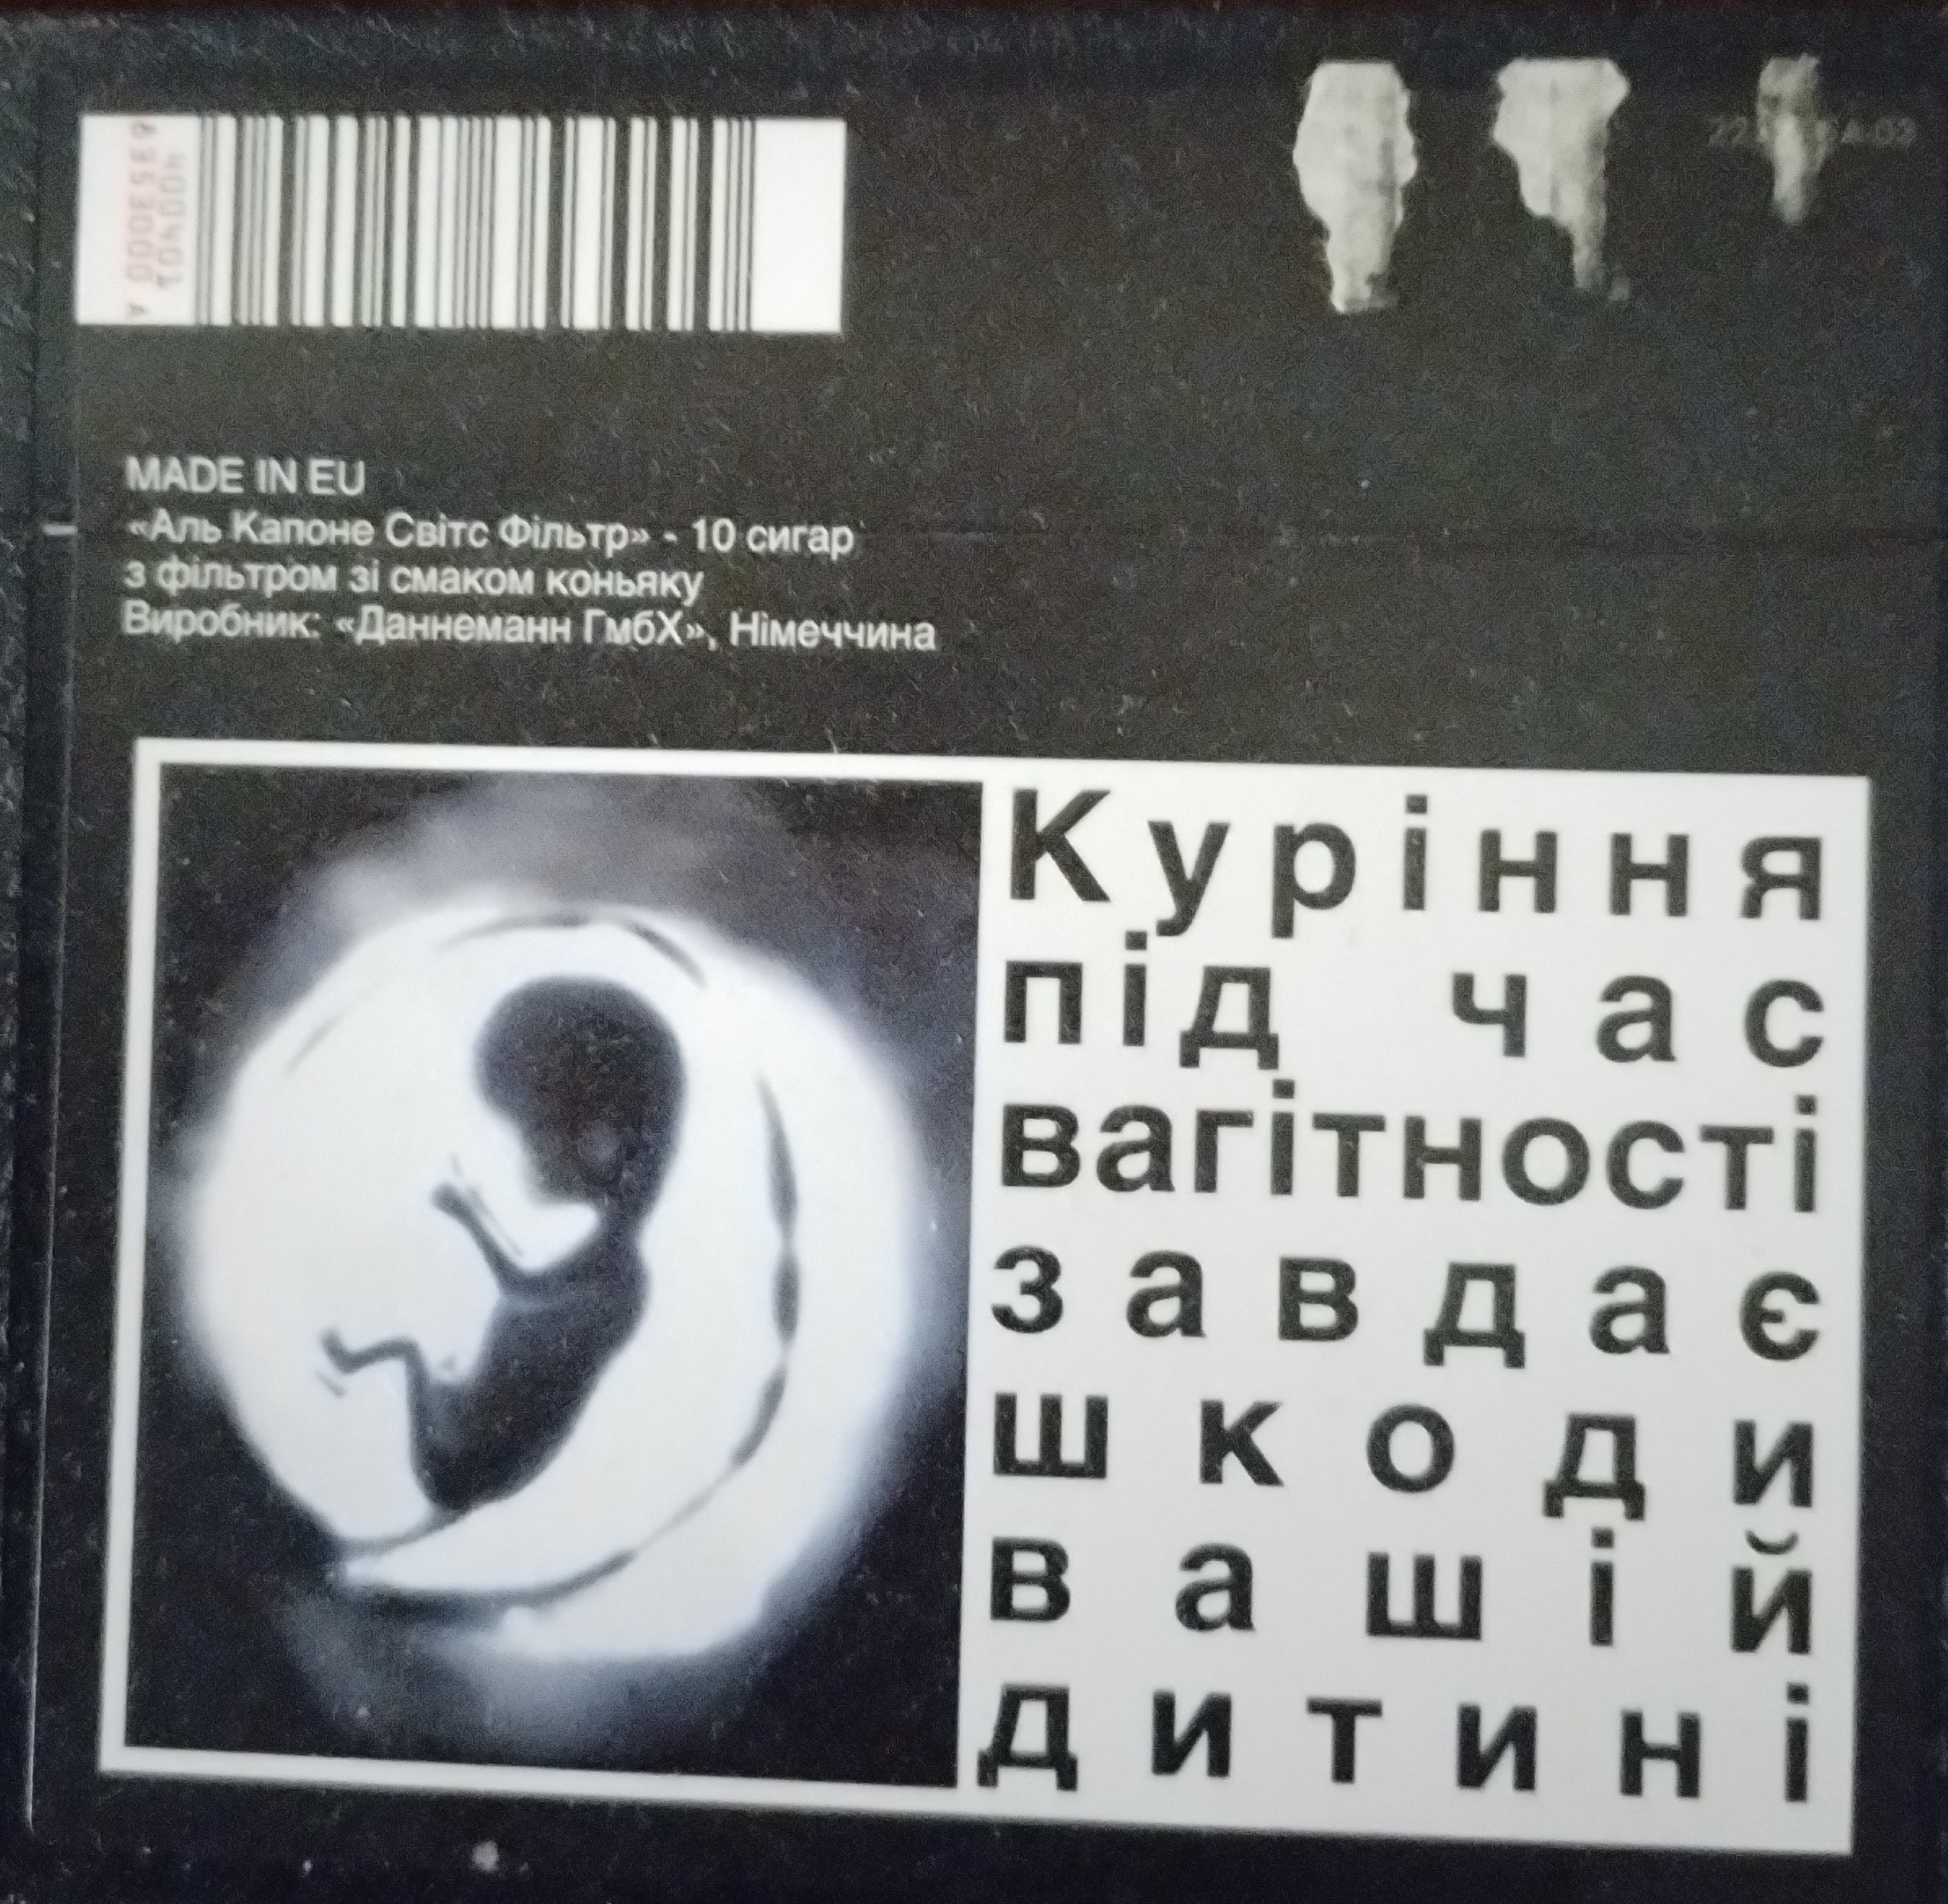 MADE IN EU
«Аль Капоне Світс Фільтр» - 10 сигар
з фільтром зі смаком коньяку
Виробник: «Даннеманн ГмбХ», Німеччина
Куріння
під час
вагітності
завдає
шкоди
вашій
дитині